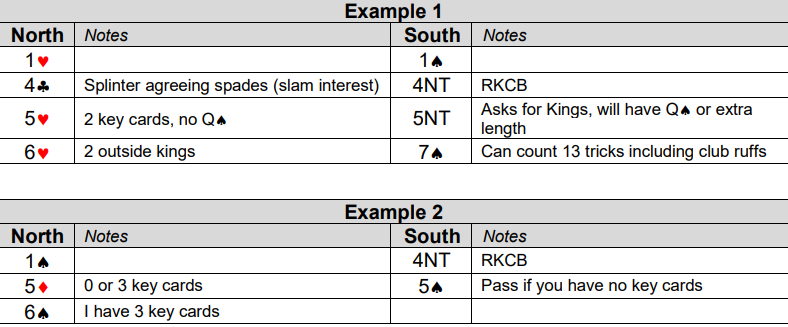 Example 1
North Notes South Notes
1♥ 1♠
4♣ Splinter agreeing spades (slam interest) 4NT RKCB
5♥ 2 key cards, no Q♠ 5NT Asks for Kings, will have Q♠ or extra
length
6♥ 2 outside kings 7♠ Can count 13 tricks including club ruffs
Example 2
North Notes South Notes
1♠ 4NT RKCB
5♦ 0 or 3 key cards 5♠ Pass if you have no key cards
6♠ I have 3 key cards